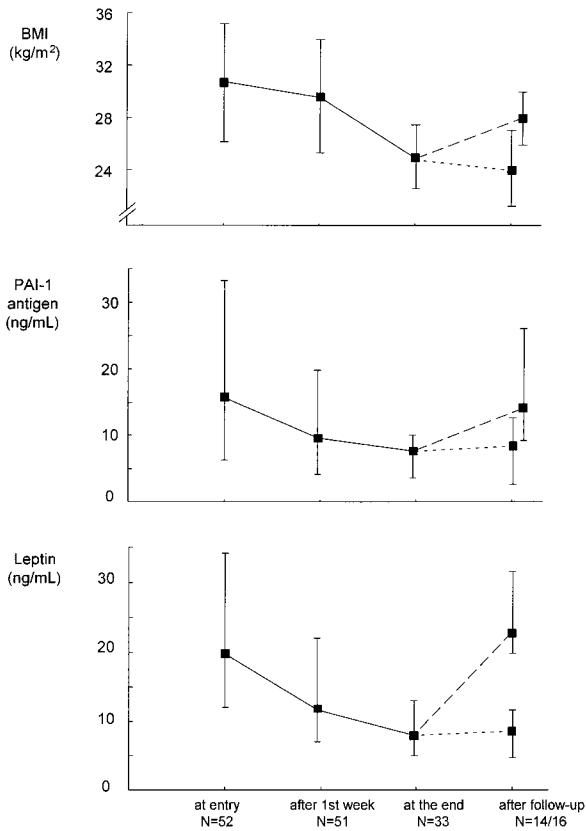 BMI
(kg/m²)
36
32
28
24
PAI-1
antigen
(ng/mL)
30
20
10
0
Leptin
(ng/mL)
30
20
10
0
at entry
N=52
after 1st week
N=51
at the end
N=33
after follow-up
N=14/16